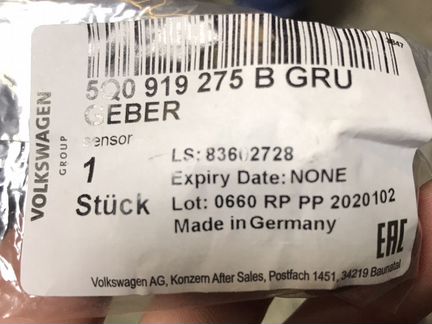 5Q0 919 275 B GRU
GEBER
sensor
1
Stück
LS: 83602728
Expiry Date: NONE
Lot: 0660 RP PP 2020102
Made in Germany
VOLKSWAGEN
GROUP
EAC
Volkswagen AG, Konzern After Sales, Postfach 1451, 34219 Baunatal